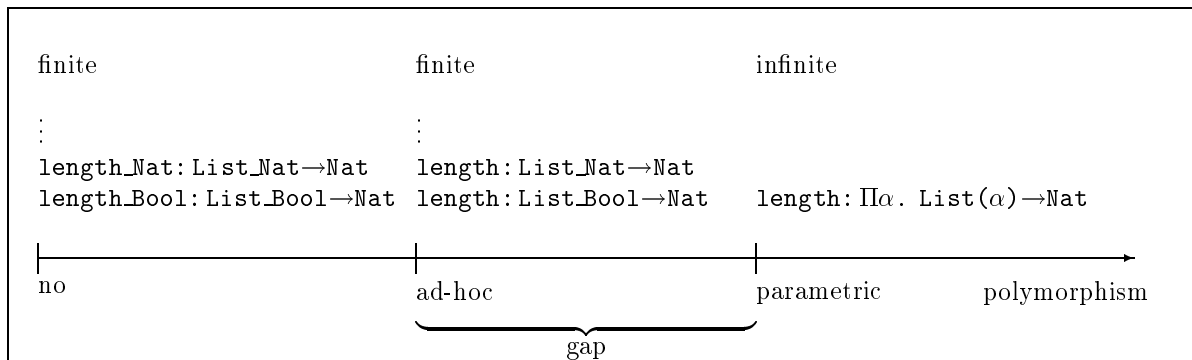 finite finite infinite
⋮ ⋮
length_Nat: List_Nat→Nat length: List_Nat→Nat
length_Bool: List_Bool→Nat length: List_Bool→Nat length: Πα. List(α)→Nat
no ad-hoc parametric polymorphism
gap